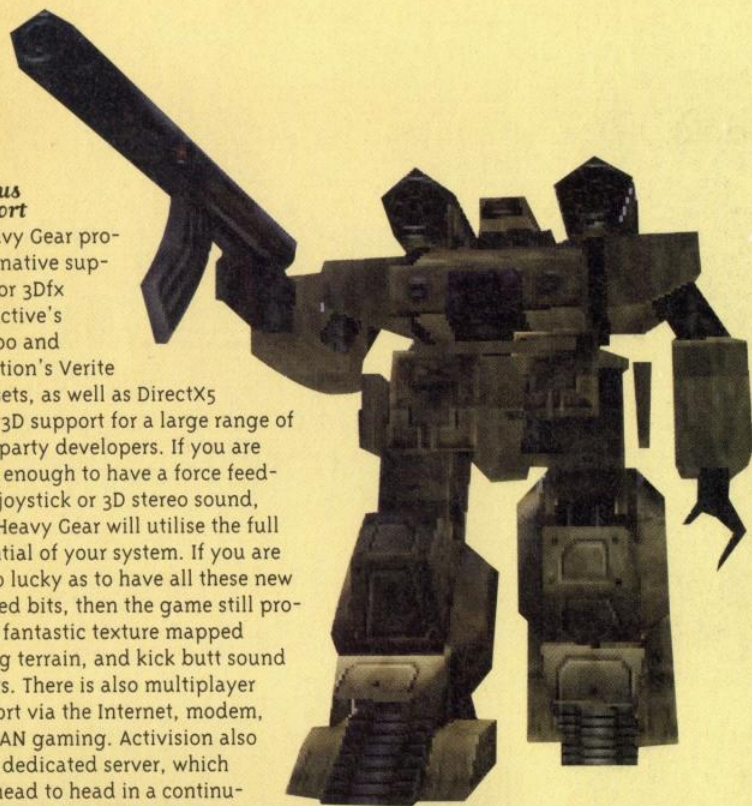 us
ort
vy Gear pro-
native sup-
or 3Dfx
ctive's
oo and
tion's Verite
sets, as well as DirectX5
3D support for a large range of
party developers. If you are
enough to have a force feed-
joystick or 3D stereo sound,
Heavy Gear will utilise the full
ntial of your system. If you are
o lucky as to have all these new
ed bits, then the game still pro-
fantastic texture mapped
g terrain, and kick butt sound
s. There is also multiplayer
ort via the Internet, modem,
AN gaming. Activision also
dedicated server, which
head to head in a continu-